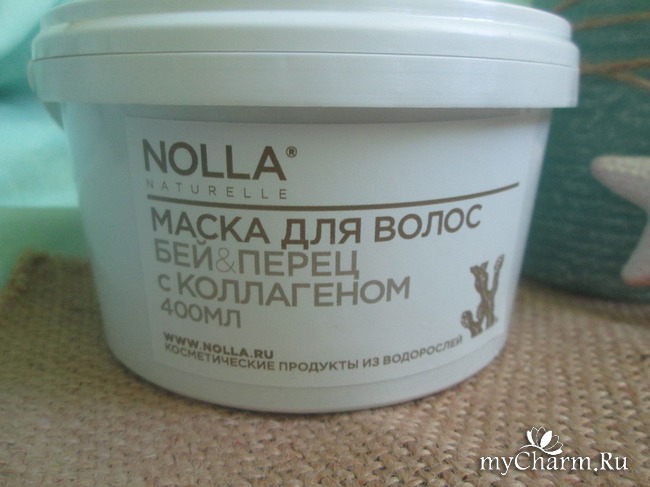 NOLLA®
NATURELLE
МАСКА ДЛЯ ВОЛОС
БЕЙ&ПЕРЕЦ
С КОЛЛАГЕНОМ
400МЛ
WWW.NOLLA.RU
КОСМЕТИЧЕСКИЕ ПРОДУКТЫ ИЗ ВОДОРОСЛЕЙ
myCharm.Ru